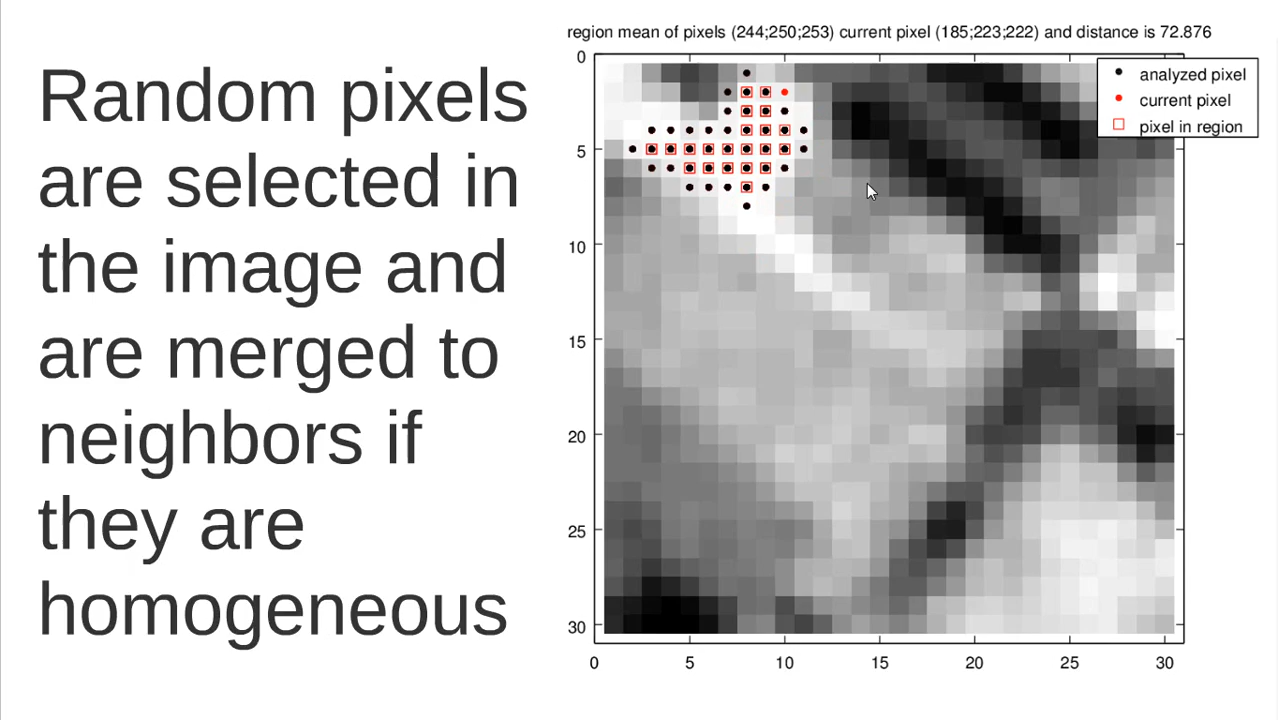 Random pixels
are selected in
the image and
are merged to
neighbors if
they are
homogeneous
region mean of pixels (244;250;253) current pixel (185;223;222) and distance is 72.876
analyzed pixel
current pixel
pixel in region
0
5
10
15
20
25
30
0 5 10 15 20 25 30